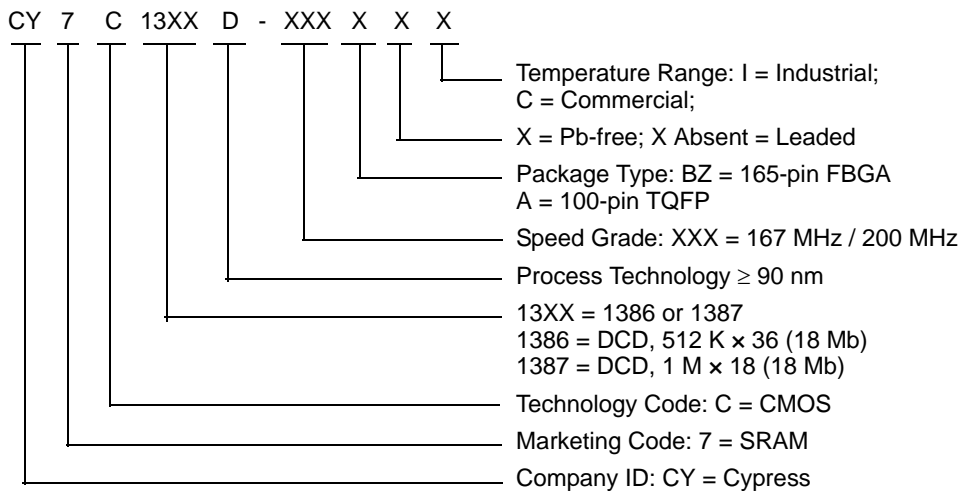 CY 7 C 13XX D - XXX X X X
Temperature Range: I = Industrial;
C = Commercial;
X = Pb-free; X Absent = Leaded
Package Type: BZ = 165-pin FBGA
A = 100-pin TQFP
Speed Grade: XXX = 167 MHz / 200 MHz
Process Technology ≥ 90 nm
13XX = 1386 or 1387
1386 = DCD, 512 K × 36 (18 Mb)
1387 = DCD, 1 M × 18 (18 Mb)
Technology Code: C = CMOS
Marketing Code: 7 = SRAM
Company ID: CY = Cypress